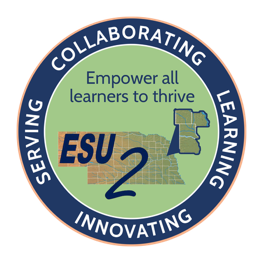 COLLABORATING
Empower all
learners to thrive
SERVING
LEARNING
ESU
2
INNOVATING